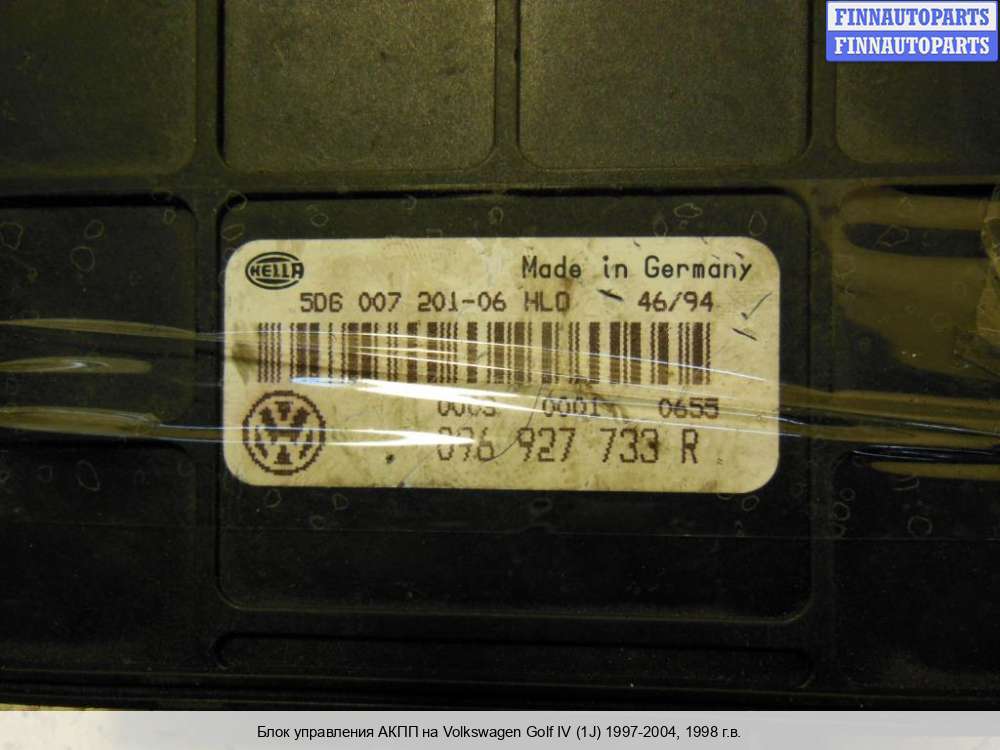 FINNAUTOPARTS
FINNAUTOPARTS
HELLA
Made in Germany
5DG 007 201-06 HLO 46/94
0003 0001 0655
096 927 733 R
Блок управления АКПП на Volkswagen Golf IV (1J) 1997-2004, 1998 г.в.